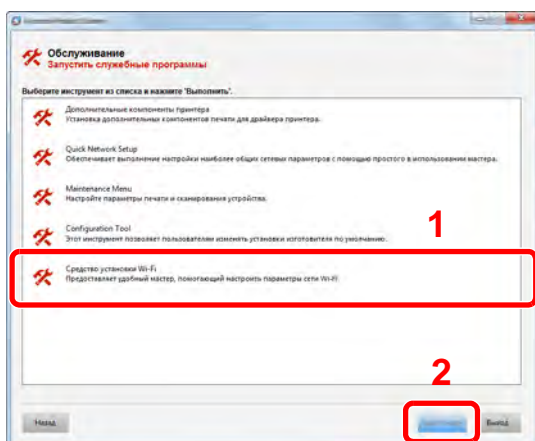 Обслуживание
Запустить служебные программы
Выберите инструмент из списка и нажмите 'Выполнить'.
Дополнительные компоненты принтера
Установка дополнительных компонентов печати для драйвера принтера.
Quick Network Setup
Обеспечивает выполнение настройки наиболее общих сетевых параметров с помощью простого в использовании мастера.
Maintenance Menu
Настройте параметры печати и сканирования устройства.
Configuration Tool
Этот инструмент позволяет пользователям изменять установки изготовителя по умолчанию.
1
Средство установки Wi-Fi
Предоставляет удобный мастер, помогающий настроить параметры сети Wi-Fi.
2
Назад
Выход